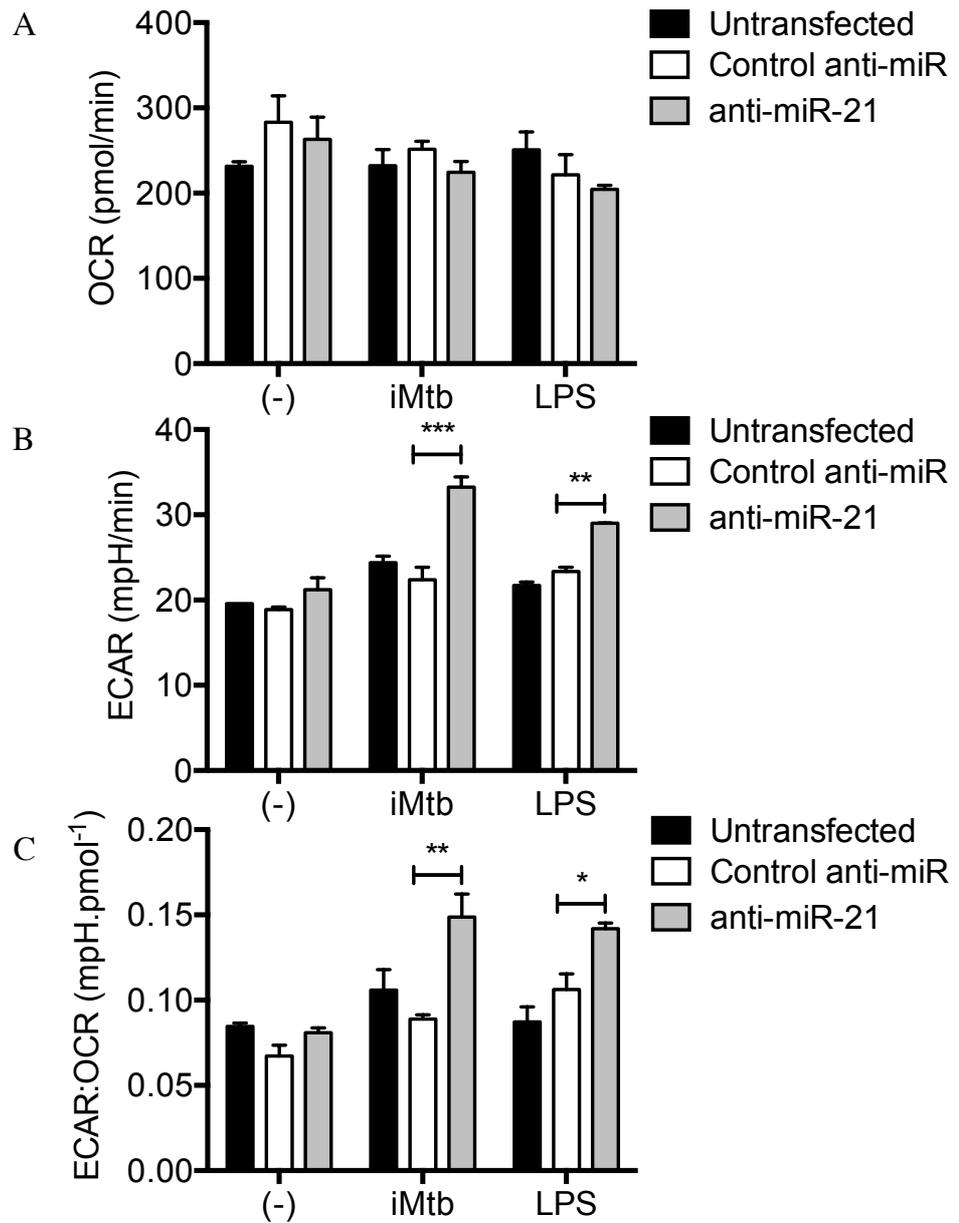 A
OCR (pmol/min)
400
300
200
100
0
(-) iMtb LPS
Untransfected
Control anti-miR
anti-miR-21
B
ECAR (mpH/min)
40
30
20
10
0
*** **
(-) iMtb LPS
Untransfected
Control anti-miR
anti-miR-21
C
ECAR:OCR (mpH.pmol⁻¹)
0.20
0.15
0.10
0.05
0.00
** *
(-) iMtb LPS
Untransfected
Control anti-miR
anti-miR-21